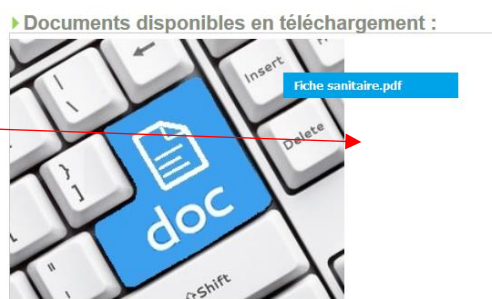 Documents disponibles en téléchargement :
Insert
Fiche sanitaire.pdf
Delete
}
]
doc
"
⇧Shift